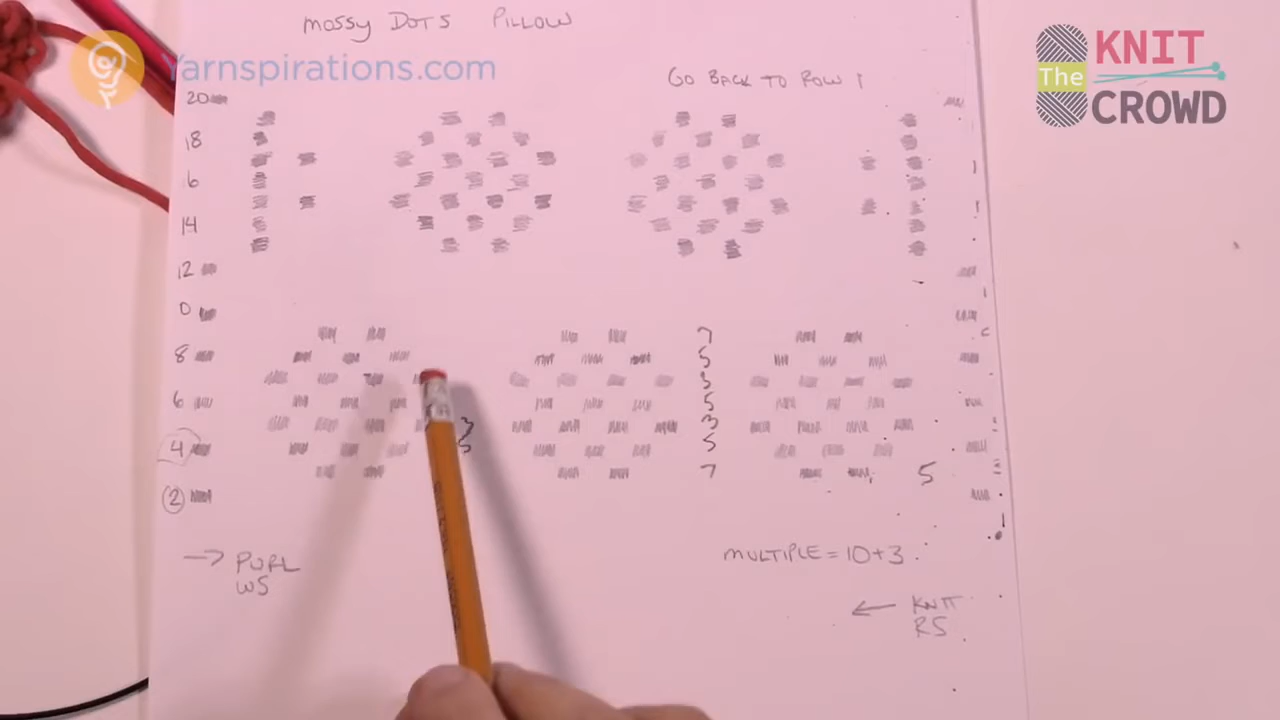 mossy DOTS PILLOW
Yarnspirations.com
KNIT
The
CROWD
GO BACK TO ROW 1
20
18
6
14
12
0
8
7
5
3
6
5
3
3
4
5
5
7
5
2
MULTIPLE = 10+3
→ PURL
WS
← KNIT
RS